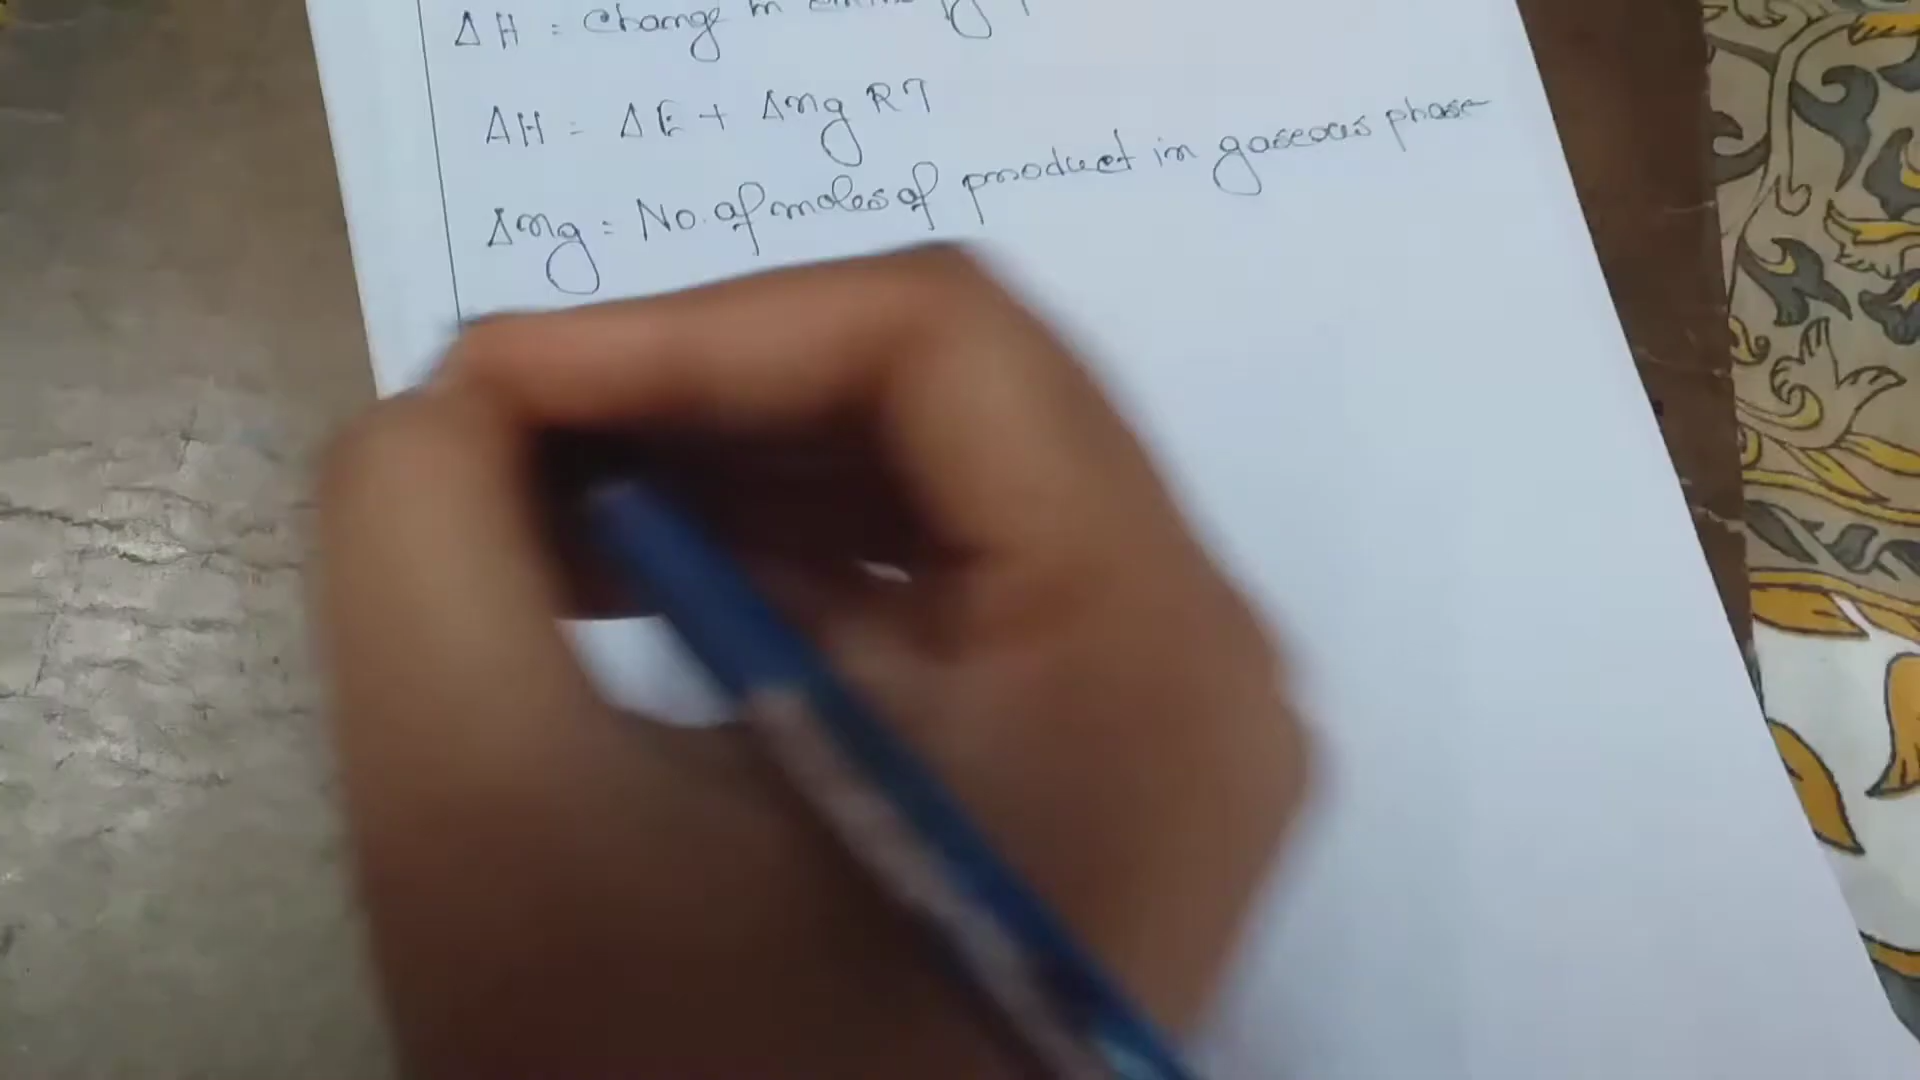 ΔH = Change in
ΔH = ΔE + Δng RT
Δng = No. of moles of product in gaseous phase